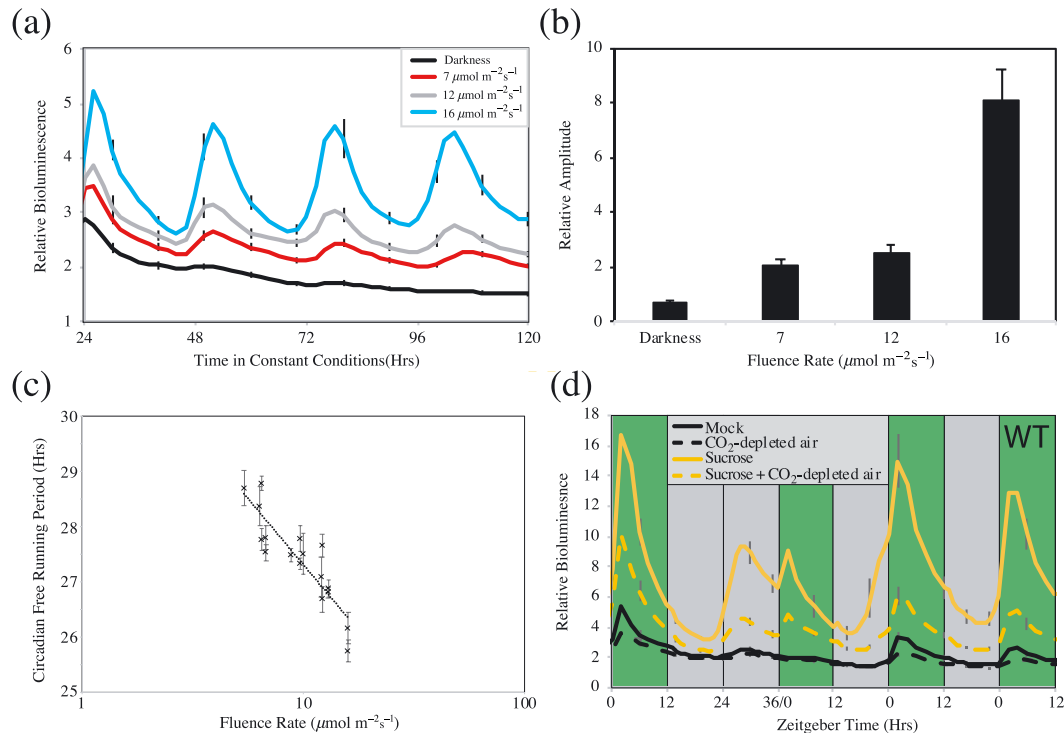 (a)
Relative Bioluminescence
6
5
4
3
2
1
24 48 72 96 120
Time in Constant Conditions(Hrs)
Darkness
7 μmol m−2s−1
12 μmol m−2s−1
16 μmol m−2s−1
(b)
Relative Amplitude
10
8
6
4
2
0
Darkness 7 12 16
Fluence Rate (μmol m−2s−1)
(c)
Circadian Free Running Period (Hrs)
30
29
28
27
26
25
1 10 100
Fluence Rate (μmol m−2s−1)
(d)
Relative Bioluminesnce
18
16
14
12
10
8
6
4
2
0
Mock
CO2-depleted air
Sucrose
Sucrose + CO2-depleted air
WT
0 12 24 36/0 12 0 12 0 12
Zeitgeber Time (Hrs)